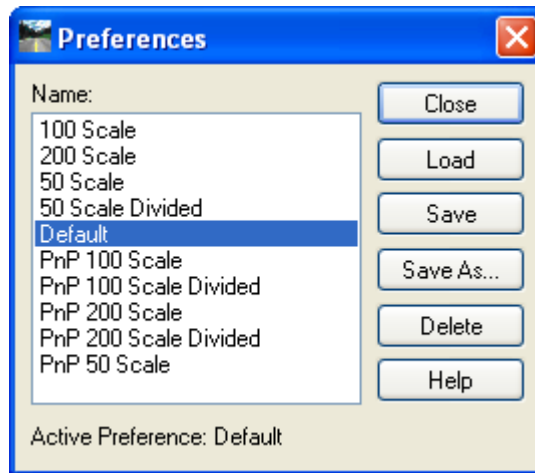 Preferences
Name:
100 Scale
200 Scale
50 Scale
50 Scale Divided
Default
PnP 100 Scale
PnP 100 Scale Divided
PnP 200 Scale
PnP 200 Scale Divided
PnP 50 Scale
Close
Load
Save
Save As...
Delete
Help
Active Preference: Default